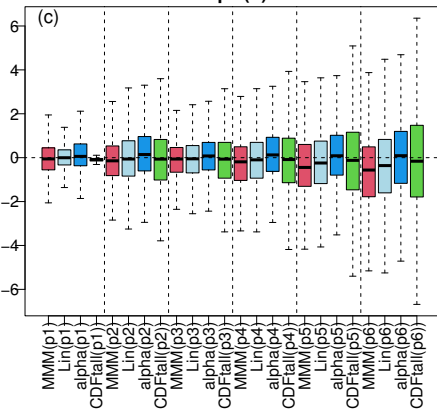 (c)
6
4
2
0
−2
−4
−6
MMM(p1)
Lin(p1)
alpha(p1)
CDFtall(p1))
MMM(p2)
Lin(p2)
alpha(p2)
CDFtall(p2))
MMM(p3)
Lin(p3)
alpha(p3)
CDFtall(p3))
MMM(p4)
Lin(p4)
alpha(p4)
CDFtall(p4))
MMM(p5)
Lin(p5)
alpha(p5)
CDFtall(p5))
MMM(p6)
Lin(p6)
alpha(p6)
CDFtall(p6))